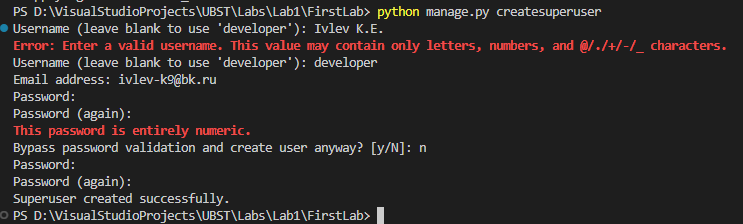 PS D:\VisualStudioProjects\UBST\Labs\Lab1\FirstLab> python manage.py createsuperuser
Username (leave blank to use 'developer'): Ivlev K.E.
Error: Enter a valid username. This value may contain only letters, numbers, and @/./+/-/_ characters.
Username (leave blank to use 'developer'): developer
Email address: ivlev-k9@bk.ru
Password:
Password (again):
This password is entirely numeric.
Bypass password validation and create user anyway? [y/N]: n
Password:
Password (again):
Superuser created successfully.
PS D:\VisualStudioProjects\UBST\Labs\Lab1\FirstLab>